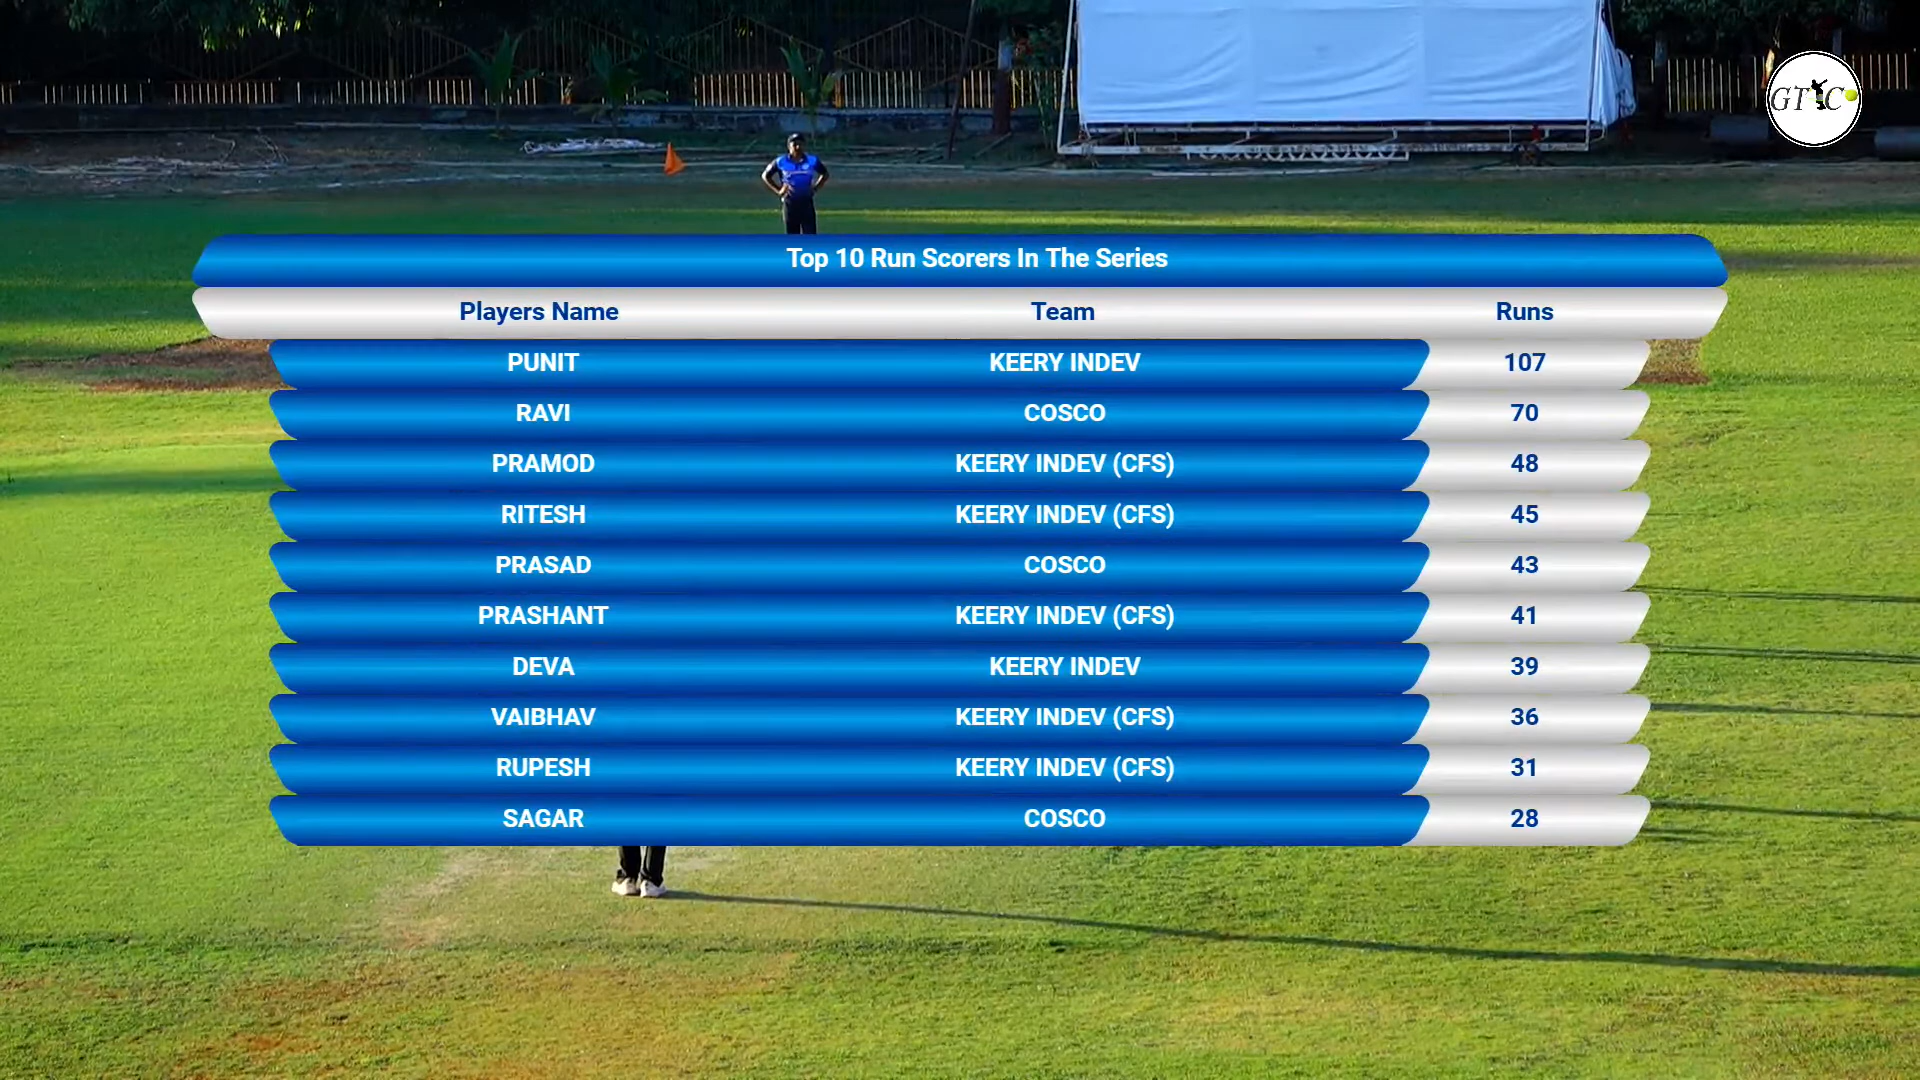 GTC
Top 10 Run Scorers In The Series
Players Name Team Runs
PUNIT KEERY INDEV 107
RAVI COSCO 70
PRAMOD KEERY INDEV (CFS) 48
RITESH KEERY INDEV (CFS) 45
PRASAD COSCO 43
PRASHANT KEERY INDEV (CFS) 41
DEVA KEERY INDEV 39
VAIBHAV KEERY INDEV (CFS) 36
RUPESH KEERY INDEV (CFS) 31
SAGAR COSCO 28